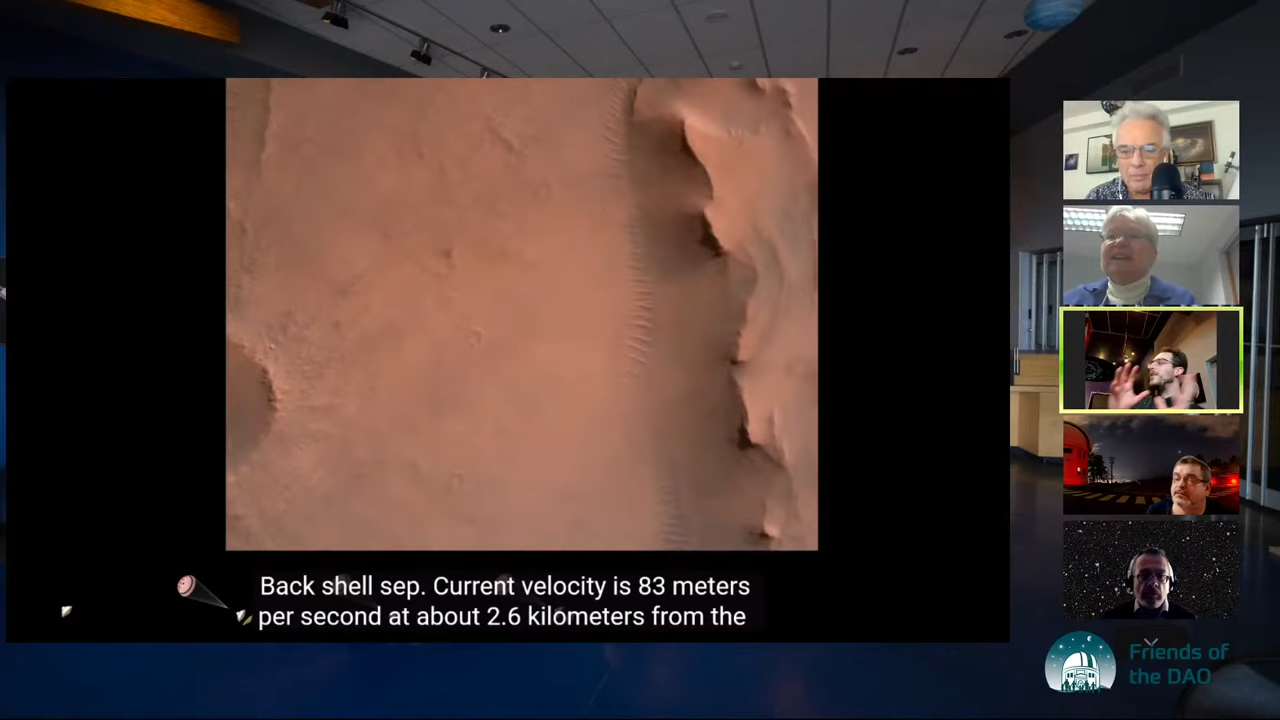 Back shell sep. Current velocity is 83 meters
per second at about 2.6 kilometers from the
Friends of
the DAO